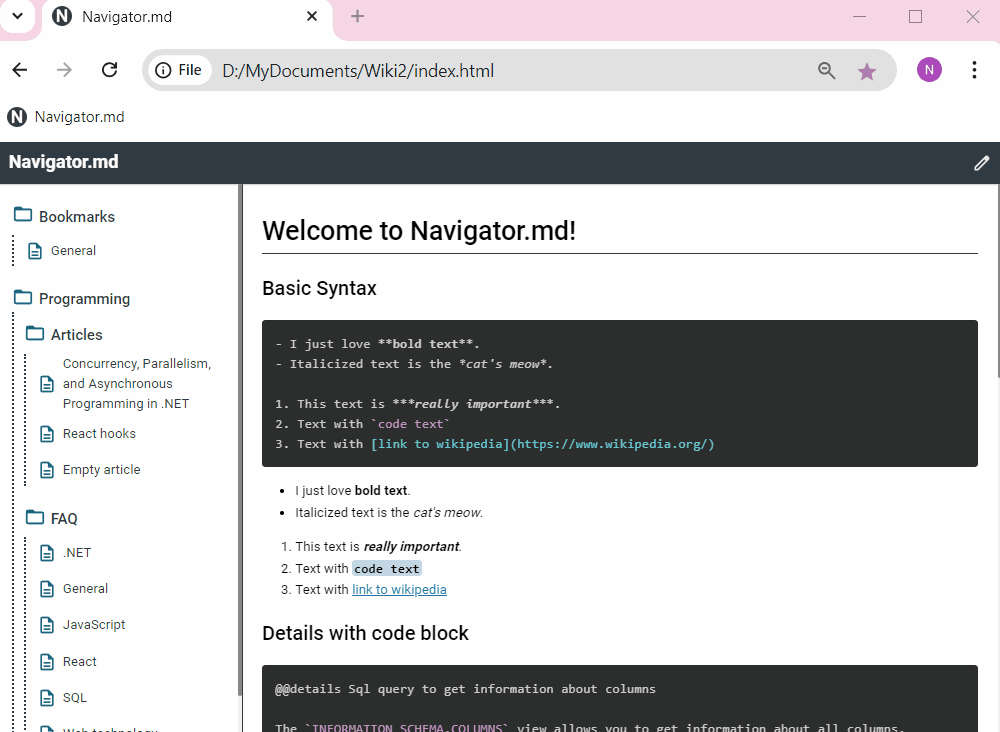 Navigator.md
File D:/MyDocuments/Wiki2/index.html N
N Navigator.md
Navigator.md
Bookmarks
General
Programming
Articles
Concurrency, Parallelism,
and Asynchronous
Programming in .NET
React hooks
Empty article
FAQ
.NET
General
JavaScript
React
SQL
Web technology
Welcome to Navigator.md!
Basic Syntax
- I just love **bold text**.
- Italicized text is the *cat's meow*.
1. This text is ***really important***.
2. Text with `code text`
3. Text with [link to wikipedia](https://www.wikipedia.org/)
• I just love bold text.
• Italicized text is the cat's meow.
1. This text is really important.
2. Text with code text
3. Text with link to wikipedia
Details with code block
@@details Sql query to get information about columns
The `INFORMATION_SCHEMA.COLUMNS` view allows you to get information about all columns.